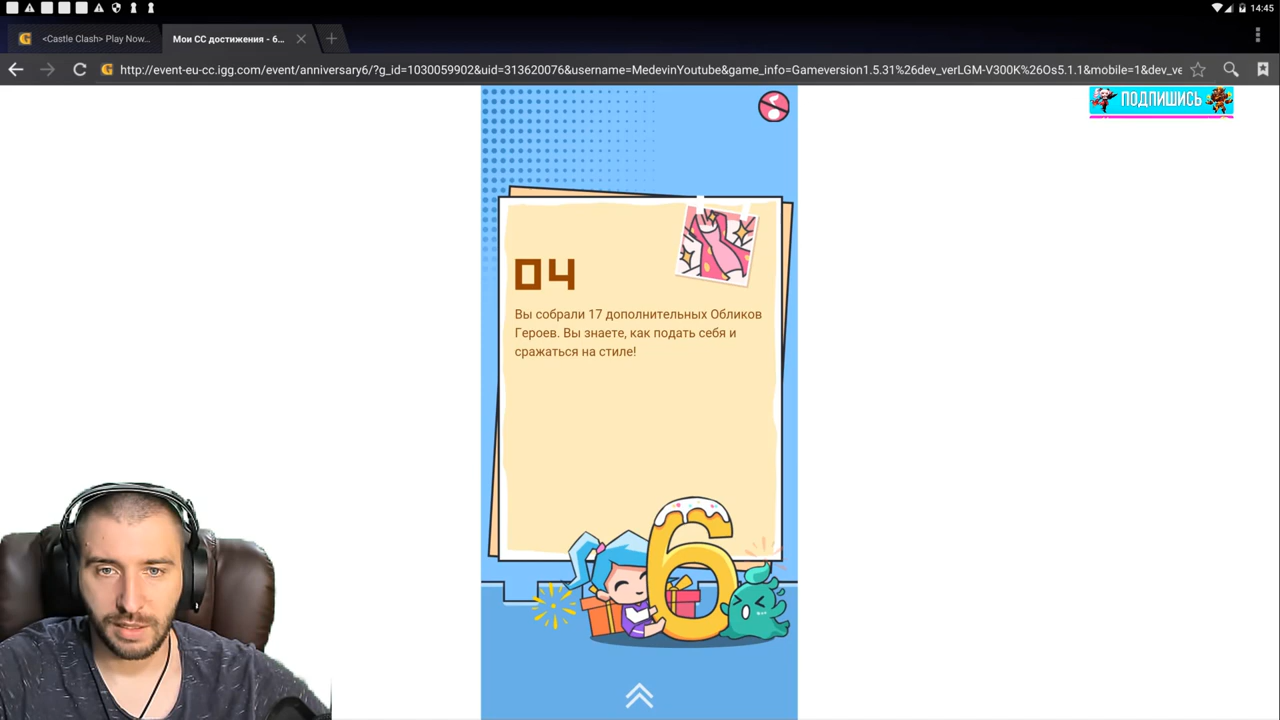 14:45
<Castle Clash> Play Now...
Мои СС достижения - 6...
http://event-eu-cc.igg.com/event/anniversary6/?g_id=1030059902&uid=313620076&username=MedevinYoutube&game_info=Gameversion1.5.31%26dev_verLGM-V300K%26Os5.1.1&mobile=1&dev_ve
ПОДПИШИСЬ
04
Вы собрали 17 дополнительных Обликов
Героев. Вы знаете, как подать себя и
сражаться на стиле!
6